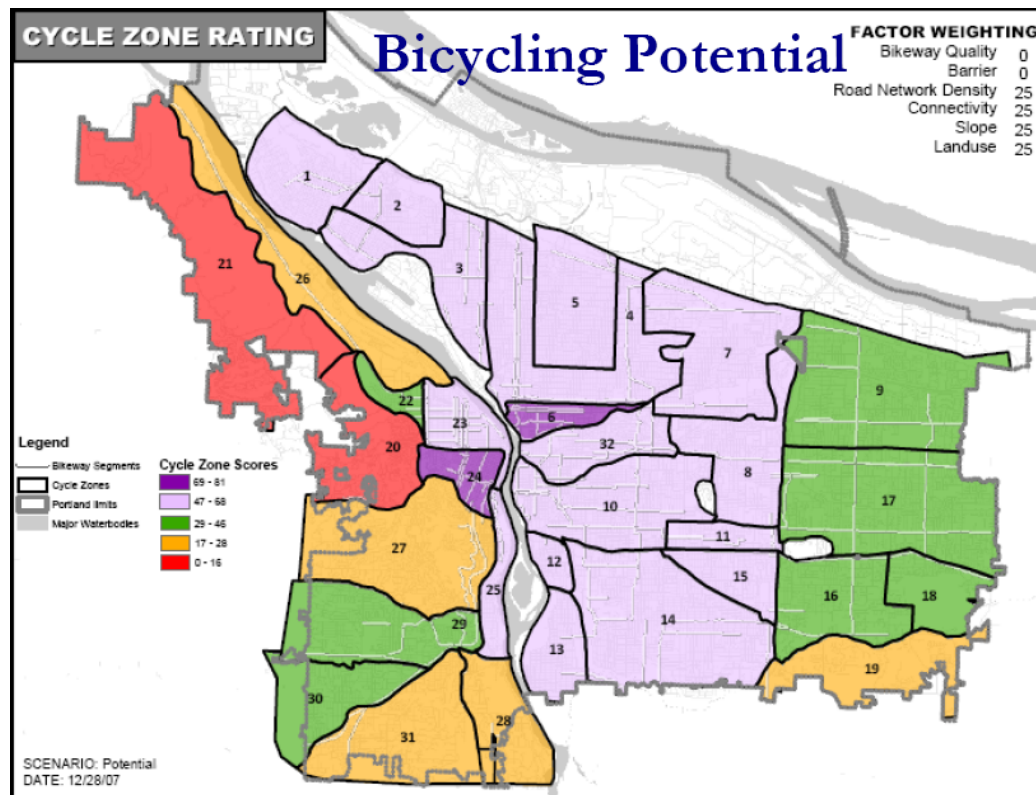 CYCLE ZONE RATING
Bicycling Potential
FACTOR WEIGHTING
Bikeway Quality 0
Barrier 0
Road Network Density 25
Connectivity 25
Slope 25
Landuse 25
1
2
3
5
4
7
21
26
9
22
23
6
32
20
24
8
17
10
27
11
12
15
16
18
25
14
29
13
19
30
28
31
Legend
Bikeway Segments
Cycle Zones
Portland limits
Major Waterbodies
Cycle Zone Scores
69 - 81
47 - 68
29 - 46
17 - 28
0 - 16
SCENARIO: Potential
DATE: 12/28/07